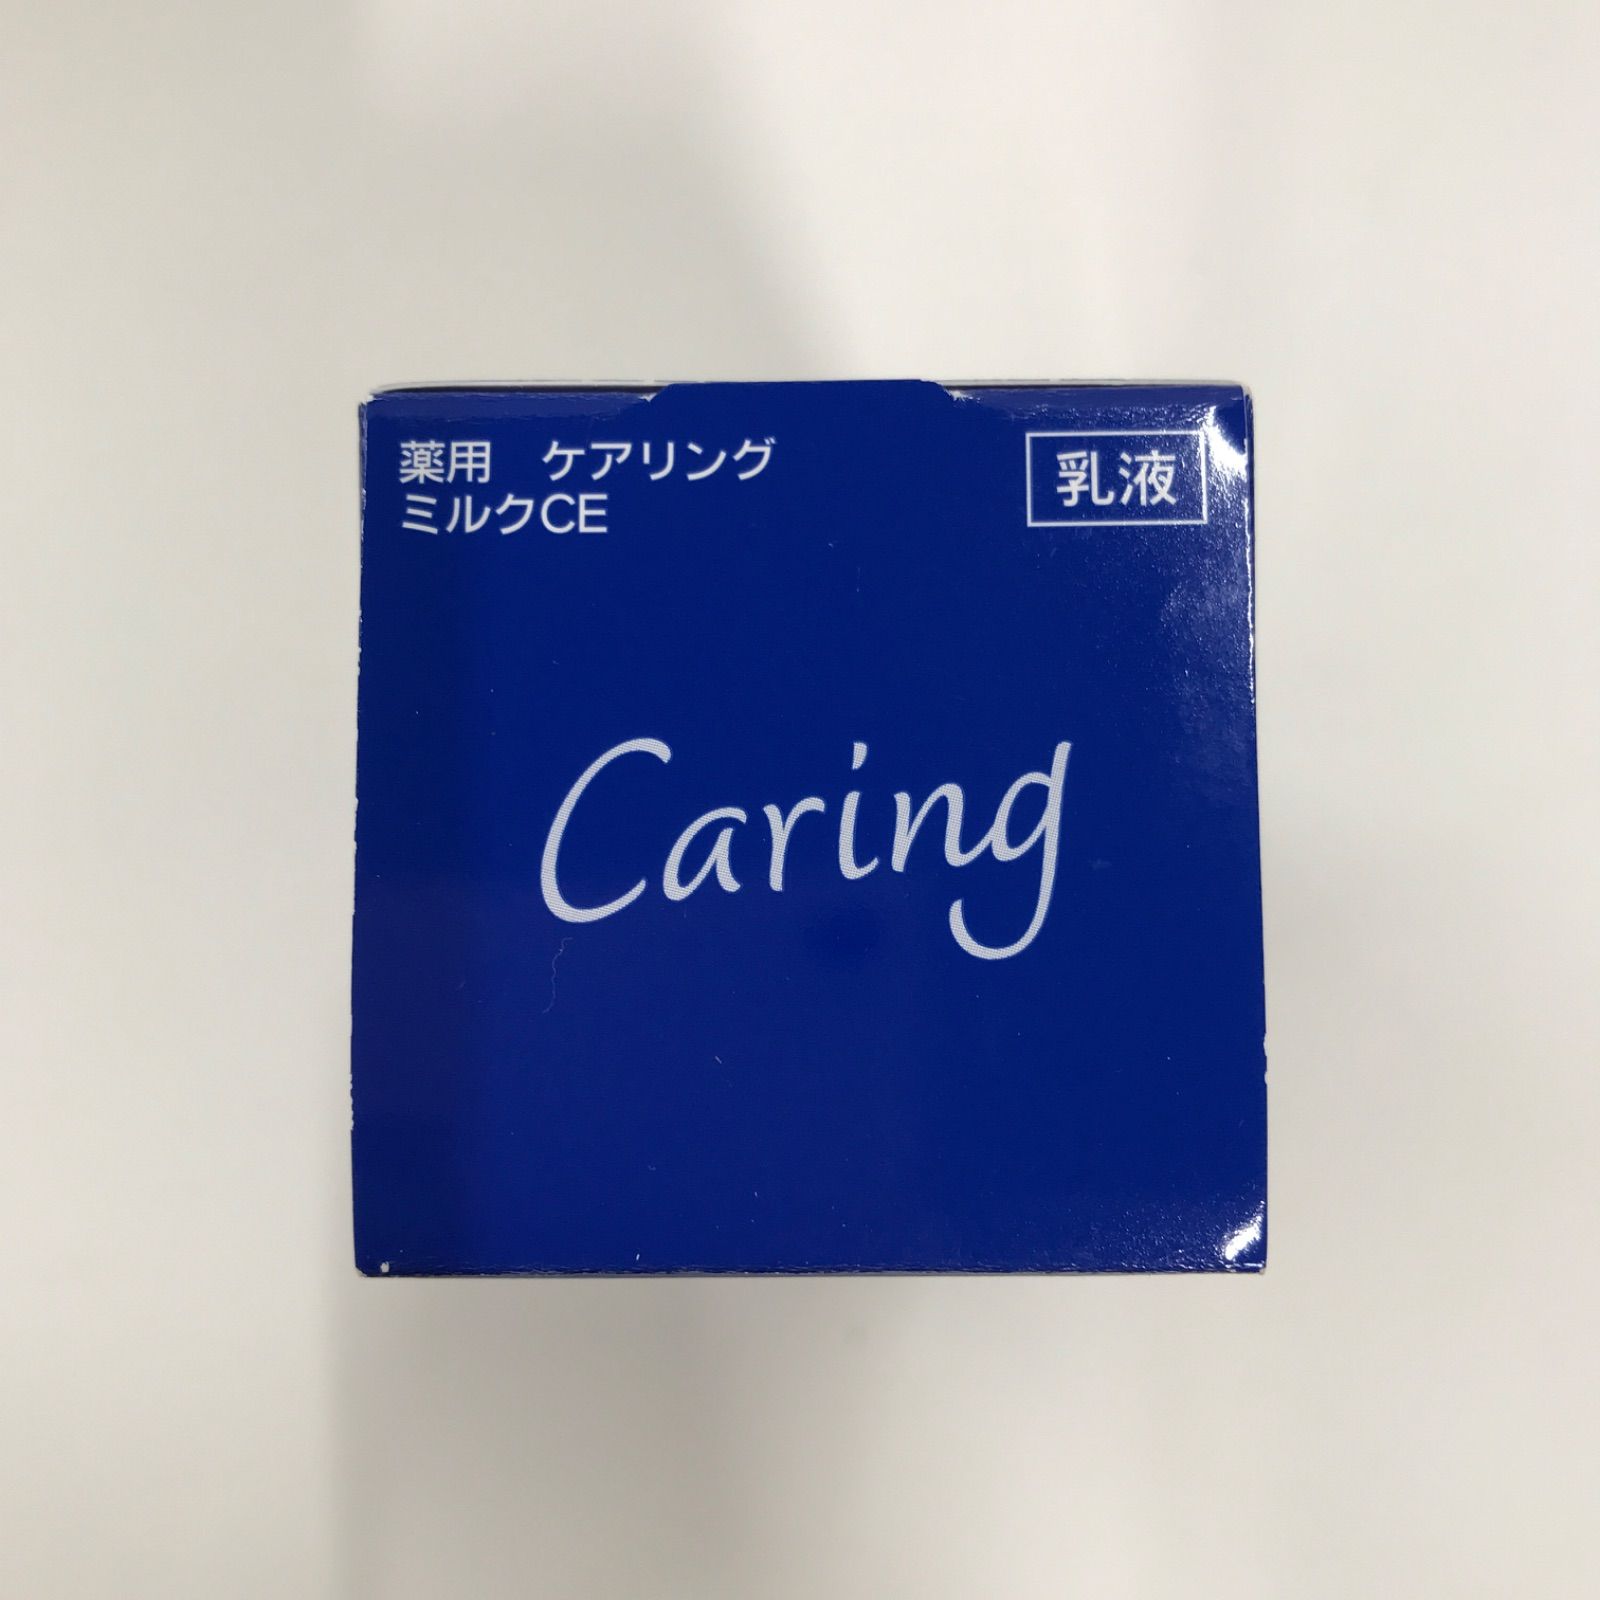 薬用　ケアリング
ミルクCE
乳液
Caring